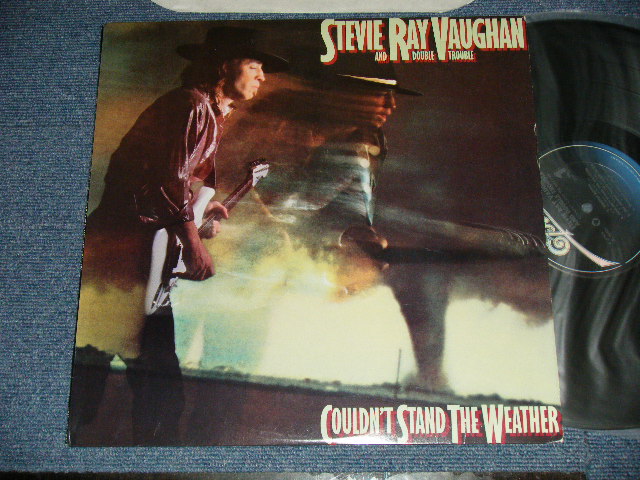 STEVIE RAY VAUGHAN
AND DOUBLE TROUBLE
COULDN'T STAND THE WEATHER